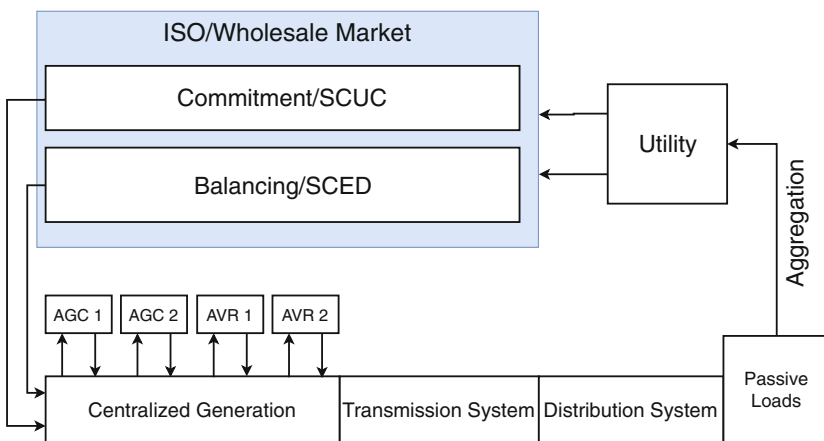 ISO/Wholesale Market
Commitment/SCUC
Balancing/SCED
Utility
Aggregation
AGC 1
AGC 2
AVR 1
AVR 2
Centralized Generation
Transmission System
Distribution System
Passive
Loads